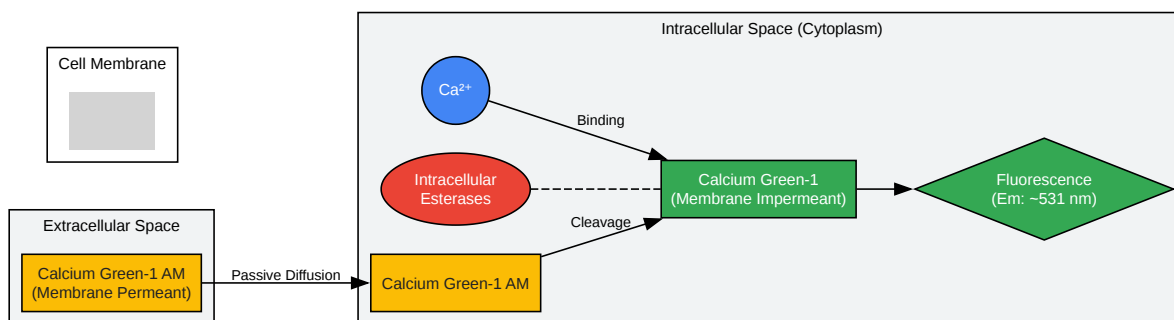 Intracellular Space (Cytoplasm)
Cell Membrane
Ca²⁺
Binding
Intracellular
Esterases
Calcium Green-1
(Membrane Impermeant)
Fluorescence
(Em: ~531 nm)
Cleavage
Extracellular Space
Calcium Green-1 AM
(Membrane Permeant)
Passive Diffusion
Calcium Green-1 AM